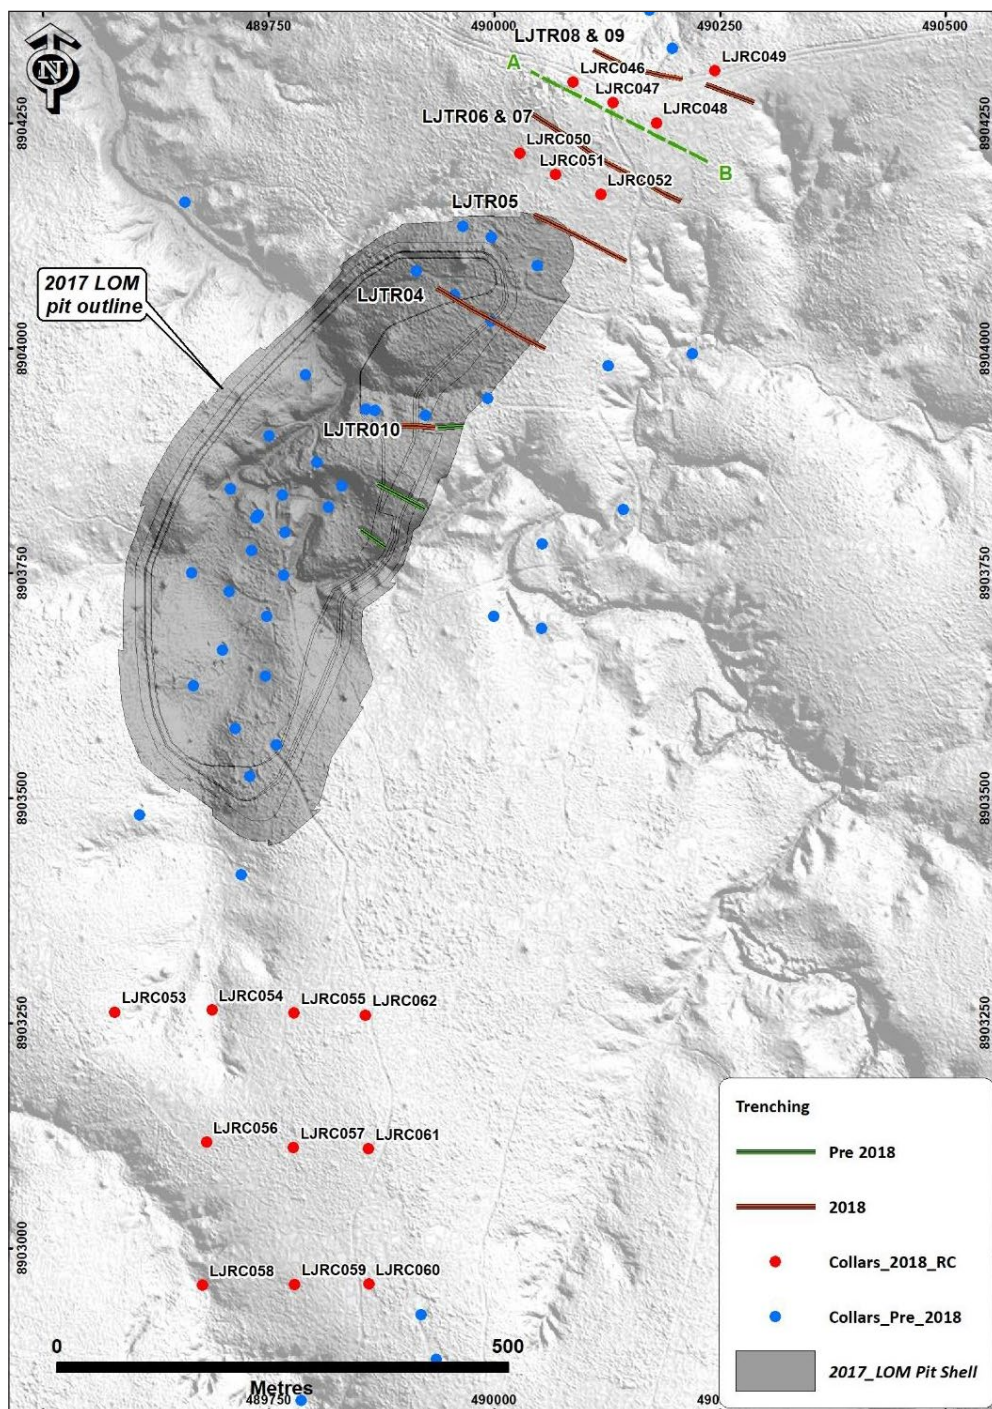 489750
490000
490250
490500
N
LJTR08 & 09
A
LJRC046
LJRC049
LJRC047
8904250
8904250
LJTR06 & 07
LJRC048
LJRC050
LJRC051
B
LJRC052
LJTR05
2017 LOM
pit outline
LJTR04
8904000
8904000
LJTR010
8903750
8903750
8903500
8903500
LJRC053
LJRC054
LJRC055
LJRC062
8903250
8903250
LJRC056
LJRC057
LJRC061
8903000
LJRC058
LJRC059
LJRC060
0
500
Metres
489750
490000
Trenching
Pre 2018
2018
Collars_2018_RC
Collars_Pre_2018
2017_LOM Pit Shell